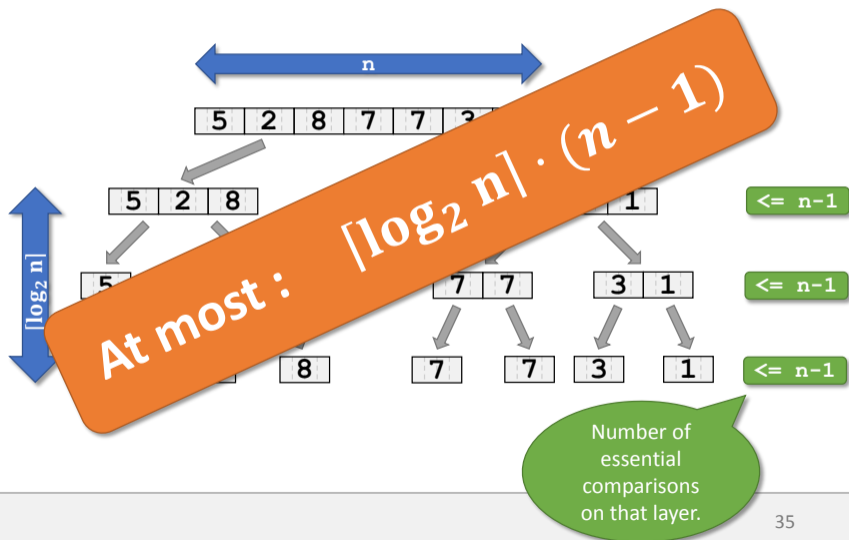 n
5 2 8 7 7 3
5 2 8 1 <= n-1
5 7 7 3 1 <= n-1
8 7 7 3 1 <= n-1
⌈log₂ n⌉
At most : ⌈log₂ n⌉ · (n − 1)
Number of
essential
comparisons
on that layer.
35